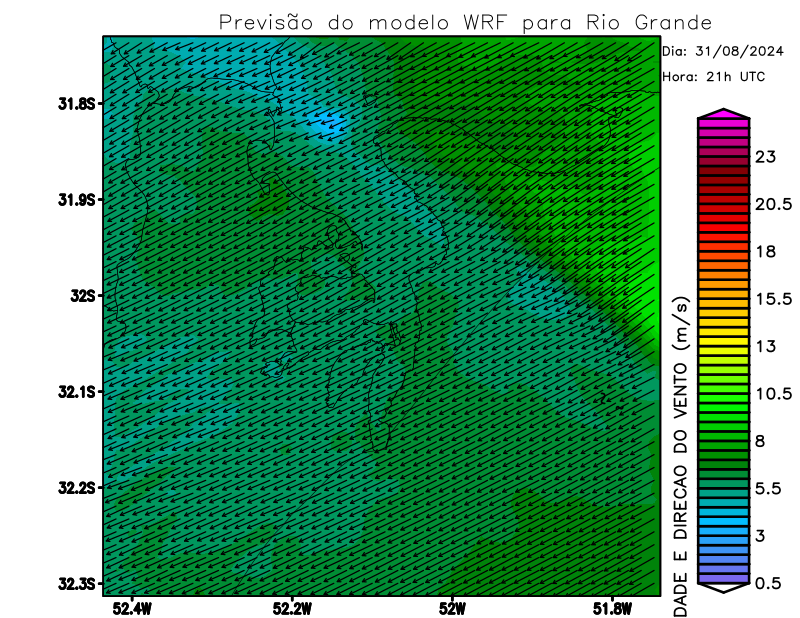 Previsão do modelo WRF para Rio Grande
Dia: 31/08/2024
Hora: 21h UTC
31.8S
31.9S
32S
32.1S
32.2S
32.3S
52.4W
52.2W
52W
51.8W
23
20.5
18
15.5
13
10.5
8
5.5
3
0.5
DADE E DIRECAO DO VENTO (m/s)